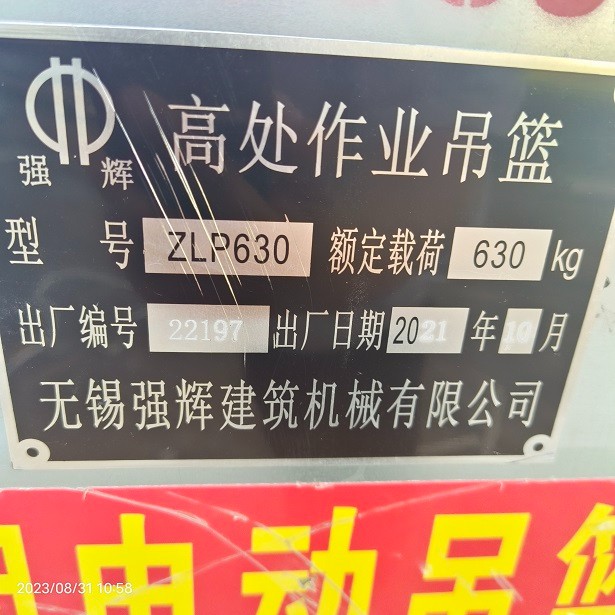 高处作业吊篮
强辉
型号 ZLP630 额定载荷 630 kg
出厂编号 22197 出厂日期 2021 年 10 月
无锡强辉建筑机械有限公司
电动吊篮
2023/08/31 10:58